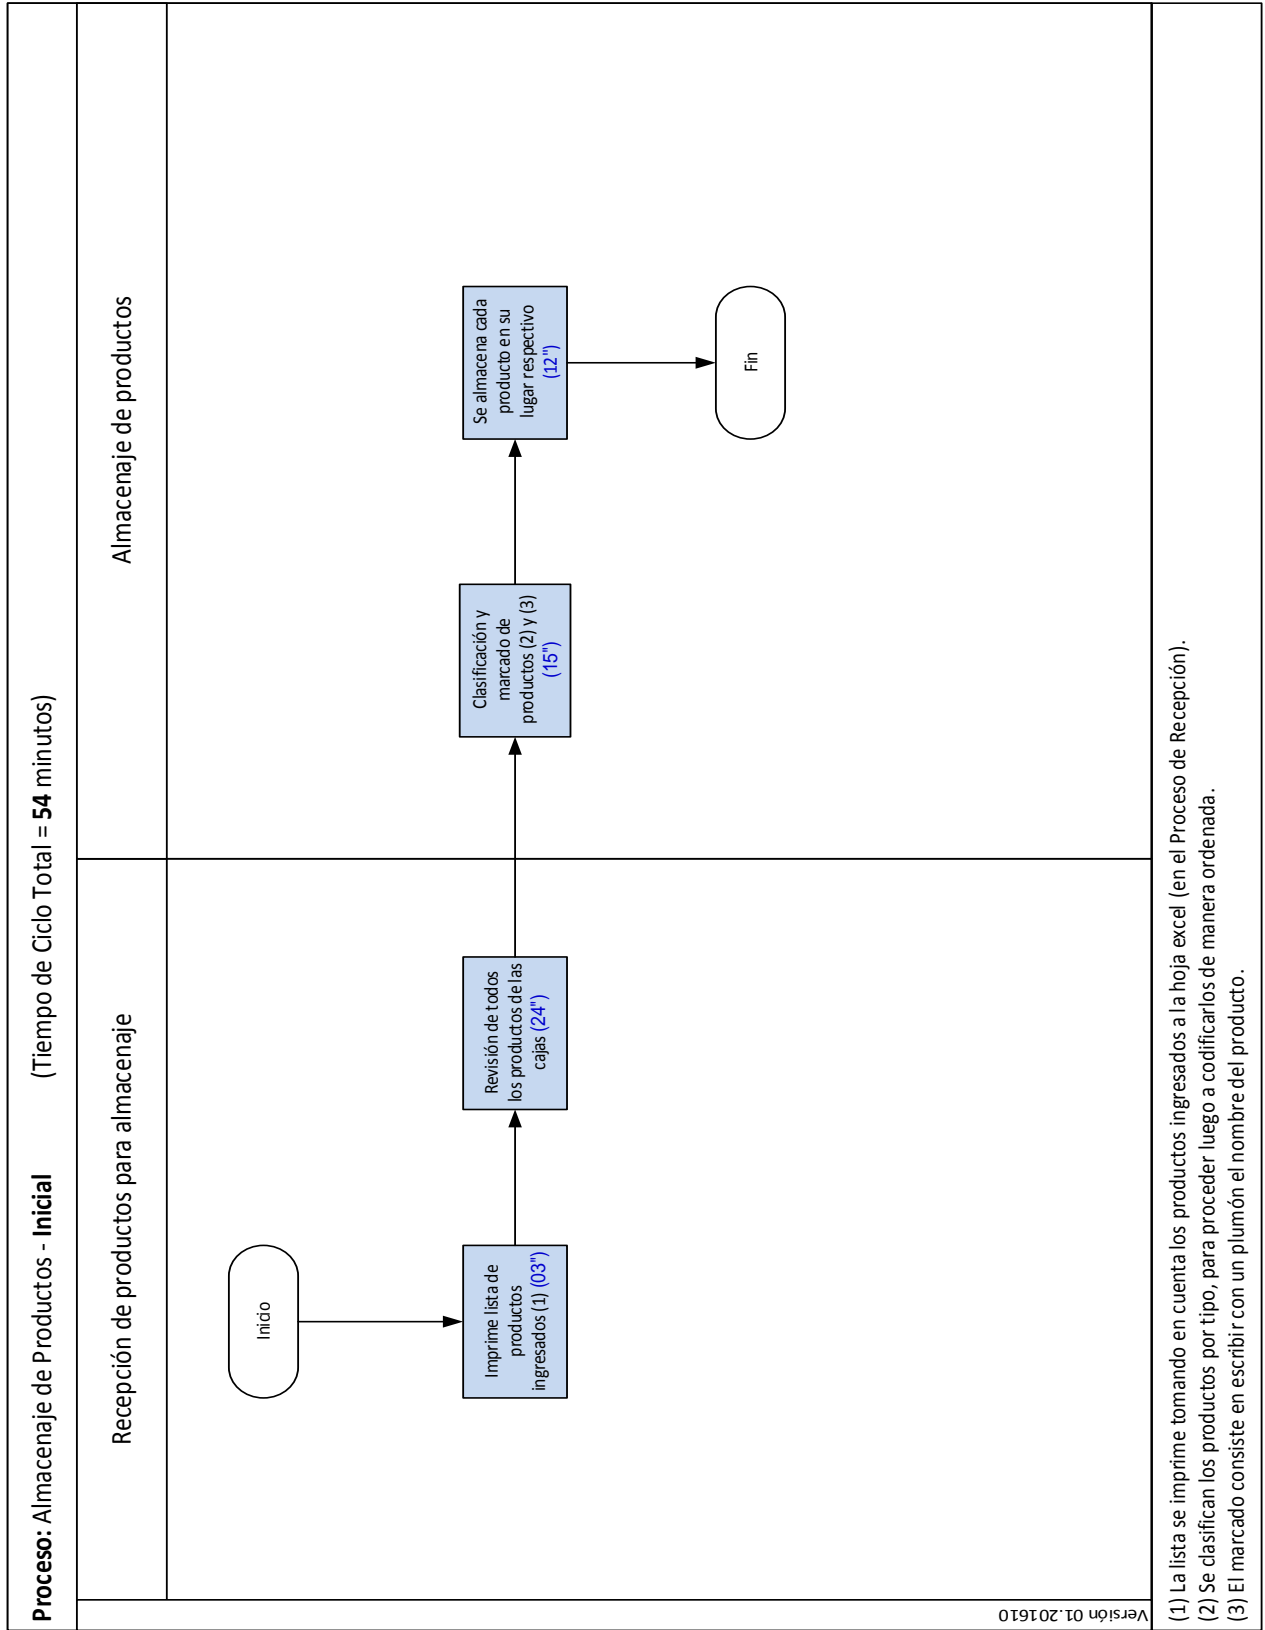 Proceso: Almacenaje de Productos - Inicial (Tiempo de Ciclo Total = 54 minutos)
Recepción de productos para almacenaje
Almacenaje de productos
Inicio
Imprime lista de
productos
ingresados (1) (03")
Revisión de todos
los productos de las
cajas (24")
Clasificación y
marcado de
productos (2) y (3)
(15")
Se almacena cada
producto en su
lugar respectivo
(12")
Fin
Versión 01.201610
(1) La lista se imprime tomando en cuenta los productos ingresados a la hoja excel (en el Proceso de Recepción).
(2) Se clasifican los productos por tipo, para proceder luego a codificarlos de manera ordenada.
(3) El marcado consiste en escribir con un plumón el nombre del producto.